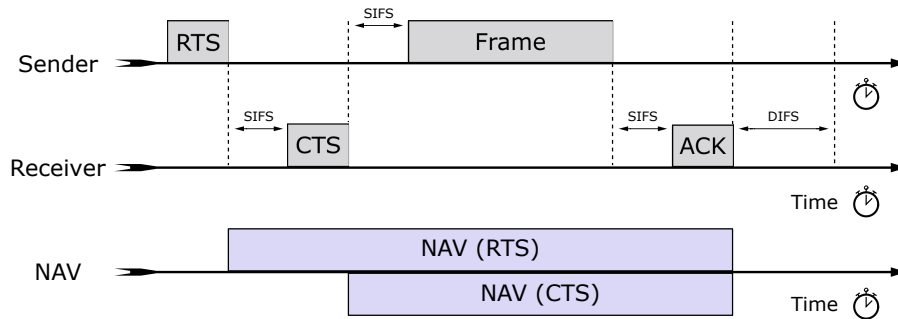 SIFS
RTS
Frame
Sender
SIFS
SIFS
DIFS
CTS
ACK
Receiver
Time
NAV (RTS)
NAV
NAV (CTS)
Time